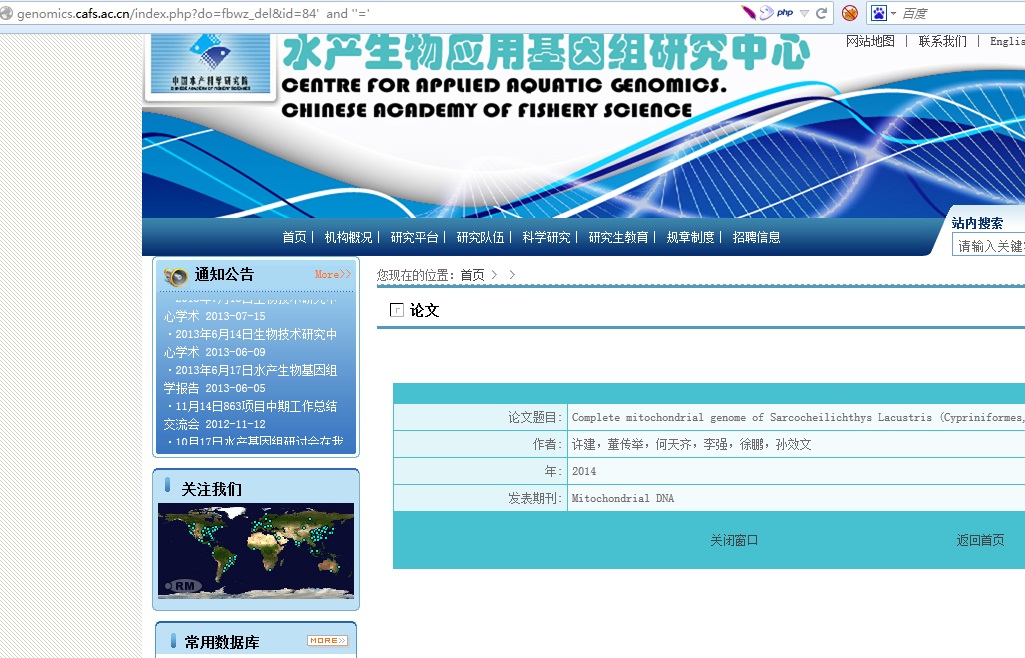 genomics.cafs.ac.cn/index.php?do=fbwz_del&id=84' and ''='
php
百度
网站地图 | 联系我们 |
中国水产科学研究院
CHINESE ACADEMY OF FISHERY SCIENCES
水产生物应用基因组研究中心
CENTRE FOR APPLIED AQUATIC GENOMICS.
CHINESE ACADEMY OF FISHERY SCIENCE
首页 | 机构概况 | 研究平台 | 研究队伍 | 科学研究 | 研究生教育 | 规章制度 | 招聘信息
站内搜索
请输入关键
通知公告 More>>
心学术 2013-07-15
·2013年6月14日生物技术研究中
心学术 2013-06-09
·2013年6月17日水产生物基因组
学报告 2013-06-05
·11月14日863项目中期工作总结
交流会 2012-11-12
·10月17日水产基因组研讨会在我
关注我们
RM
常用数据库 MORE>>
您现在的位置：首页 > >
论文
论文题目: Complete mitochondrial genome of Sarcocheilichthys Lacustris (Cypriniformes,
作者: 许建，董传举，何天齐，李强，徐鹏，孙效文
年: 2014
发表期刊: Mitochondrial DNA
关闭窗口 返回首页